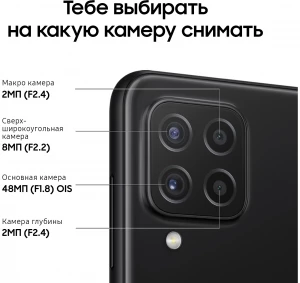 Тебе выбирать
на какую камеру снимать
Макро камера
2МП (F2.4)
Сверх-
широкоугольная
камера
8МП (F2.2)
Основная камера
48МП (F1.8) OIS
Камера глубины
2МП (F2.4)